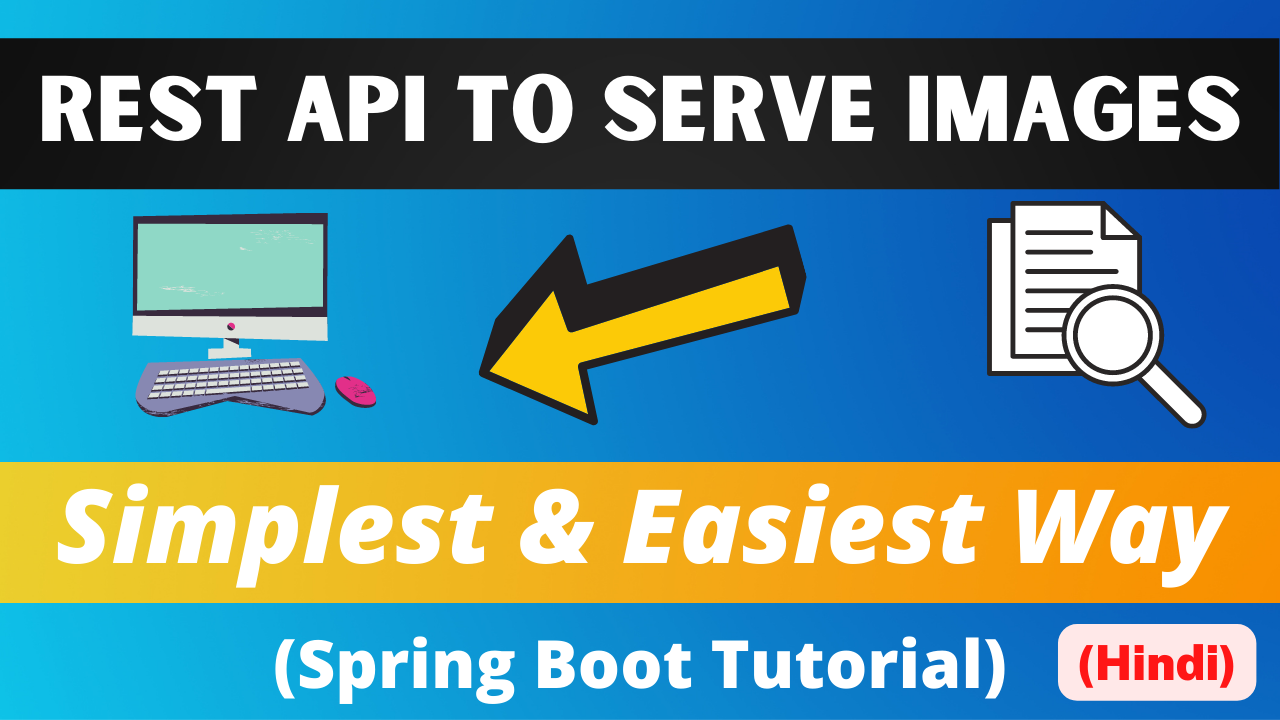 REST API TO SERVE IMAGES
Simplest & Easiest Way
(Spring Boot Tutorial)
(Hindi)